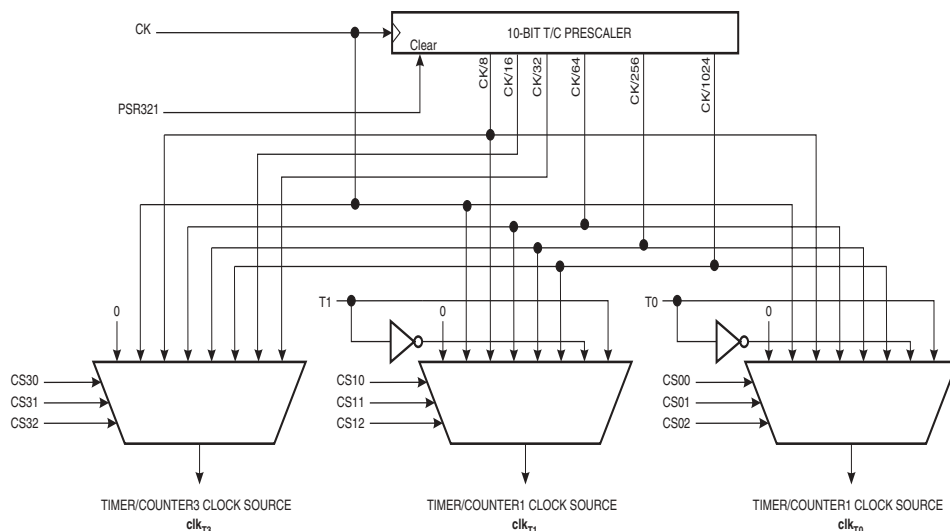 CK
10-BIT T/C PRESCALER
Clear
CK/8
CK/16
CK/32
CK/64
CK/256
CK/1024
PSR321
T1
T0
0
0
0
CS30
CS31
CS32
CS10
CS11
CS12
CS00
CS01
CS02
TIMER/COUNTER3 CLOCK SOURCE
clkT3
TIMER/COUNTER1 CLOCK SOURCE
clkT1
TIMER/COUNTER1 CLOCK SOURCE
clkT0